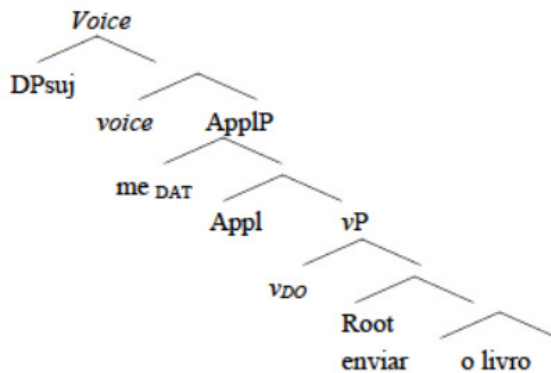 Voice
DPsuj
voice ApplP
me DAT
Appl vP
vDO
Root
enviar o livro